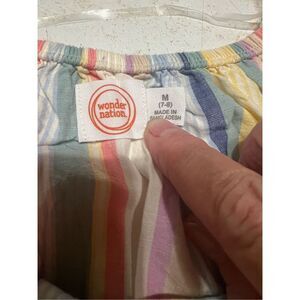 wonder
nation
M
(7-8)
MADE IN
BANGLADESH